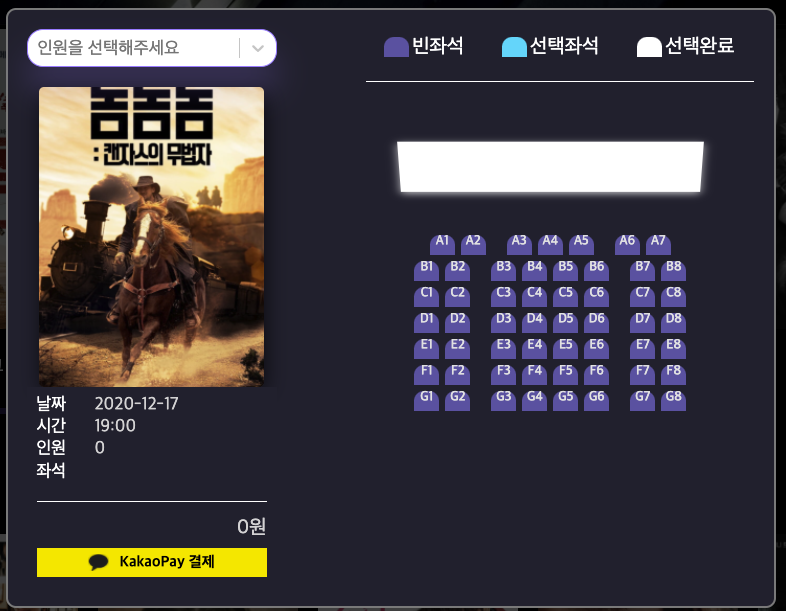 인원을 선택해주세요
놈놈놈
: 캔자스의 무법자
날짜 2020-12-17
시간 19:00
인원 0
좌석
0원
KakaoPay 결제
빈좌석 선택좌석 선택완료
A1 A2 A3 A4 A5 A6 A7
B1 B2 B3 B4 B5 B6 B7 B8
C1 C2 C3 C4 C5 C6 C7 C8
D1 D2 D3 D4 D5 D6 D7 D8
E1 E2 E3 E4 E5 E6 E7 E8
F1 F2 F3 F4 F5 F6 F7 F8
G1 G2 G3 G4 G5 G6 G7 G8